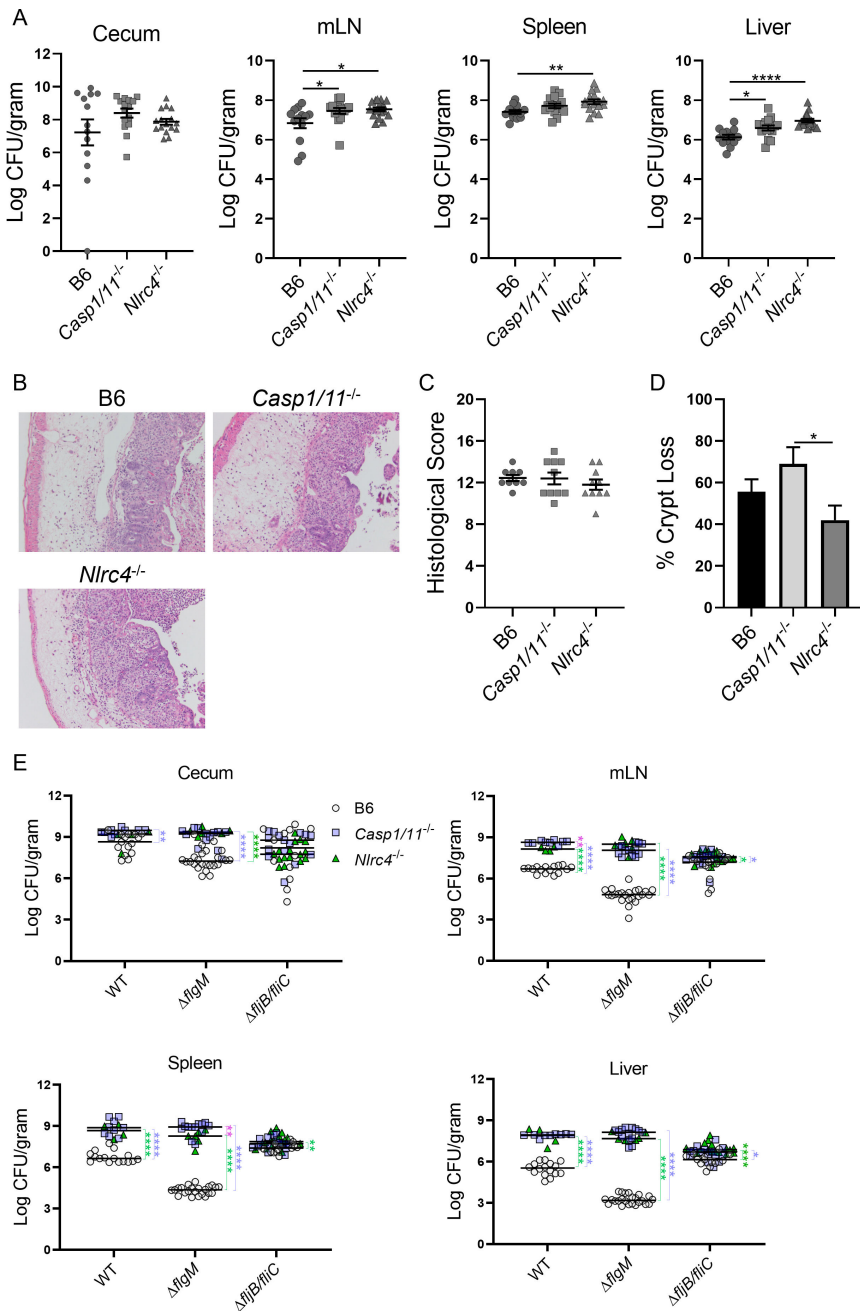 A
Cecum
mLN
Spleen
Liver
Log CFU/gram
12
10
8
6
4
2
0
B6
Casp1/11-/-
Nlrc4-/-
Log CFU/gram
10
8
6
4
2
0
*
*
B6
Casp1/11-/-
Nlrc4-/-
Log CFU/gram
10
8
6
4
2
0
**
B6
Casp1/11-/-
Nlrc4-/-
Log CFU/gram
10
8
6
4
2
0
****
*
B6
Casp1/11-/-
Nlrc4-/-
B
B6
Casp1/11-/-
Nlrc4-/-
C
Histological Score
20
16
12
8
4
0
B6
Casp1/11-/-
Nlrc4-/-
D
% Crypt Loss
100
80
60
40
20
0
*
B6
Casp1/11-/-
Nlrc4-/-
E
Cecum
Log CFU/gram
12
9
6
3
0
**
****
****
WT
ΔflgM
ΔfljB/fliC
B6
Casp1/11-/-
Nlrc4-/-
mLN
Log CFU/gram
12
9
6
3
0
**
****
****
****
****
*
*
WT
ΔflgM
ΔfljB/fliC
Spleen
Log CFU/gram
12
9
6
3
0
****
****
**
****
****
**
WT
ΔflgM
ΔfljB/fliC
Liver
Log CFU/gram
12
9
6
3
0
****
****
****
****
****
*
WT
ΔflgM
ΔfljB/fliC